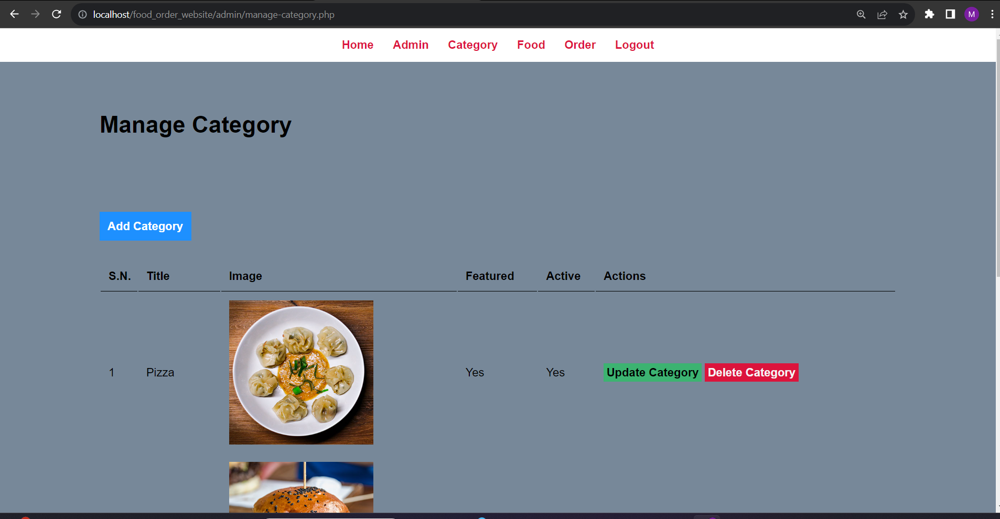 localhost/food_order_website/admin/manage-category.php
M
Home Admin Category Food Order Logout
Manage Category
Add Category
S.N. Title Image Featured Active Actions
1 Pizza Yes Yes Update Category Delete Category